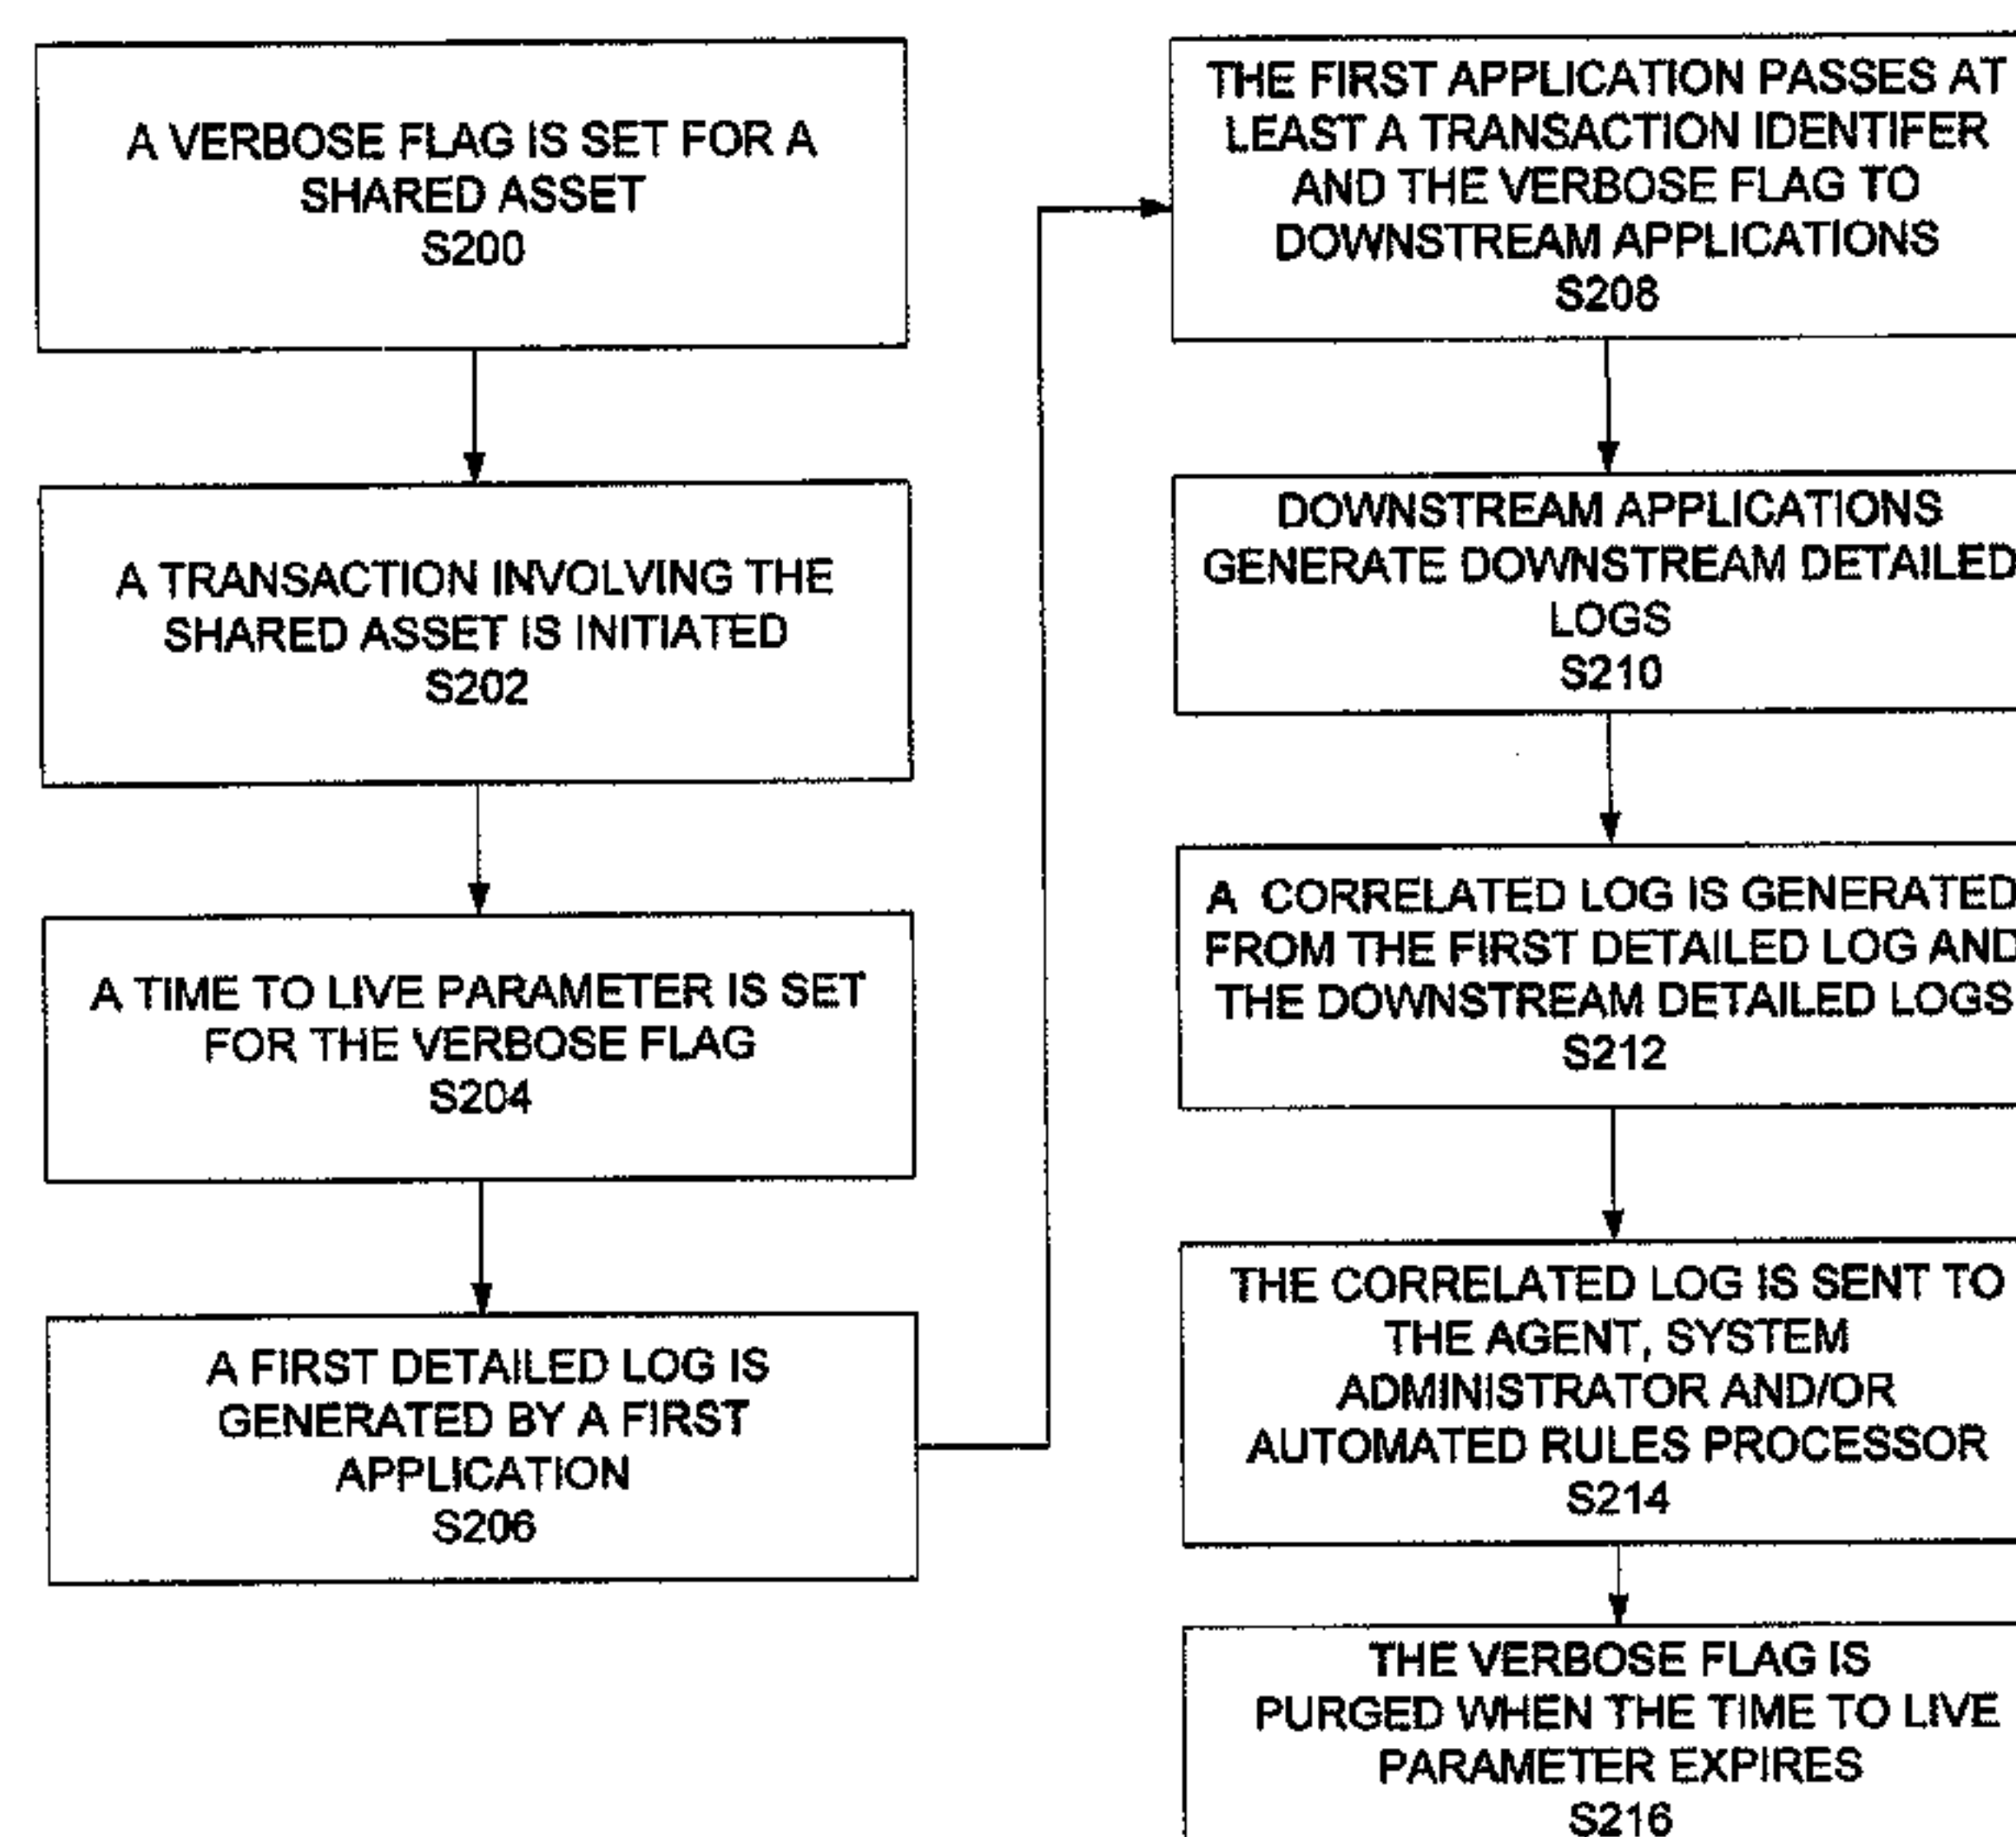 A VERBOSE FLAG IS SET FOR A
SHARED ASSET
S200
A TRANSACTION INVOLVING THE
SHARED ASSET IS INITIATED
S202
A TIME TO LIVE PARAMETER IS SET
FOR THE VERBOSE FLAG
S204
A FIRST DETAILED LOG IS
GENERATED BY A FIRST
APPLICATION
S206
THE FIRST APPLICATION PASSES AT
LEAST A TRANSACTION IDENTIFER
AND THE VERBOSE FLAG TO
DOWNSTREAM APPLICATIONS
S208
DOWNSTREAM APPLICATIONS
GENERATE DOWNSTREAM DETAILED
LOGS
S210
A CORRELATED LOG IS GENERATED
FROM THE FIRST DETAILED LOG AND
THE DOWNSTREAM DETAILED LOGS
S212
THE CORRELATED LOG IS SENT TO
THE AGENT, SYSTEM
ADMINISTRATOR AND/OR
AUTOMATED RULES PROCESSOR
S214
THE VERBOSE FLAG IS
PURGED WHEN THE TIME TO LIVE
PARAMETER EXPIRES
S216